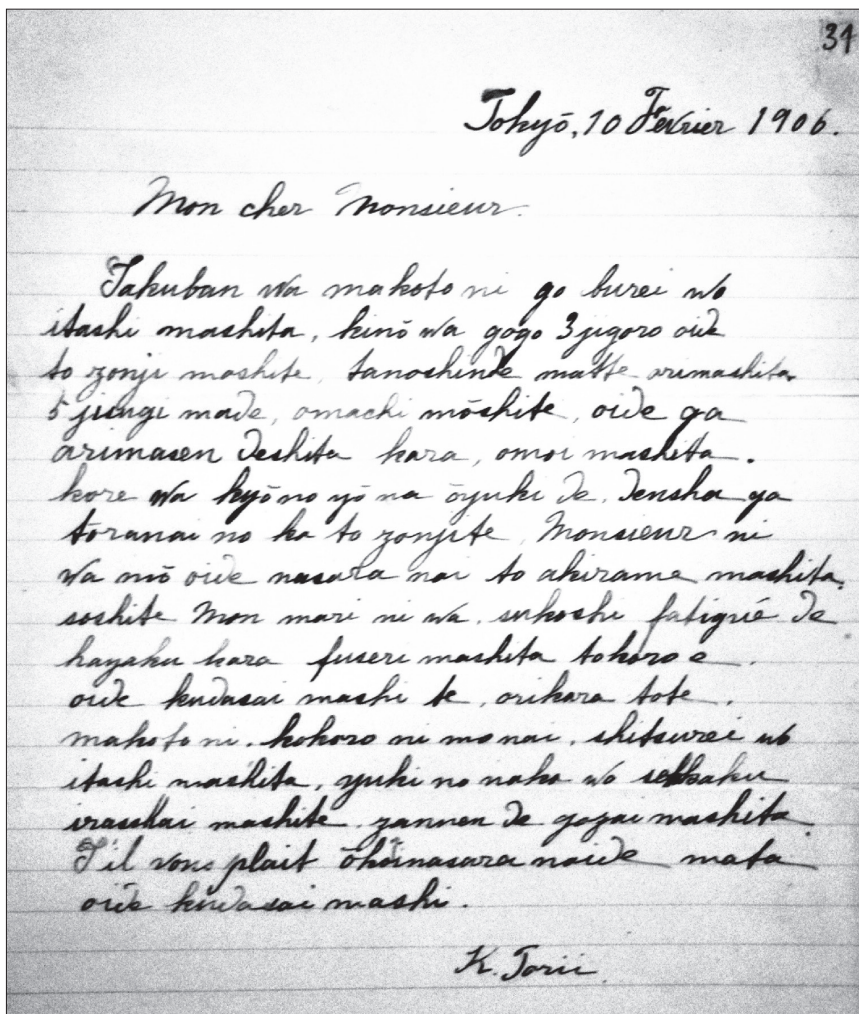 34
Tokyō, 10 Fevrier 1906.
Mon cher Monsieur.
Sakuban wa makoto ni go burei wo
itashi mashita, kinō wa gogo 3 jigoro oide
to zonji mashite, tanoshinde matte orimashita.
5 jisugi made, omachi mōshite, oide ga
arimasen deshita kara, omoi mashita.
kore wa kyō no yō na ōyuki de, densha ga
tōranai no ka to zonjite, Monsieur ni
wa mō oide nasara nai to akirame mashita.
soshite Mon mari ni wa, sukoshi fatigué de
hayaku kara fuseri mashita tokoro e.
oide kudasai mashi te, orikara tote.
makoto ni. kokoro ni mo nai. shitsurei wo
itashi mashita, yuki no naka wo sekkaku
irasshai mashite. zannen de gozai mashita.
S'il vous plait nasara naide mata
oide kudasai mashi.
K. Torii.